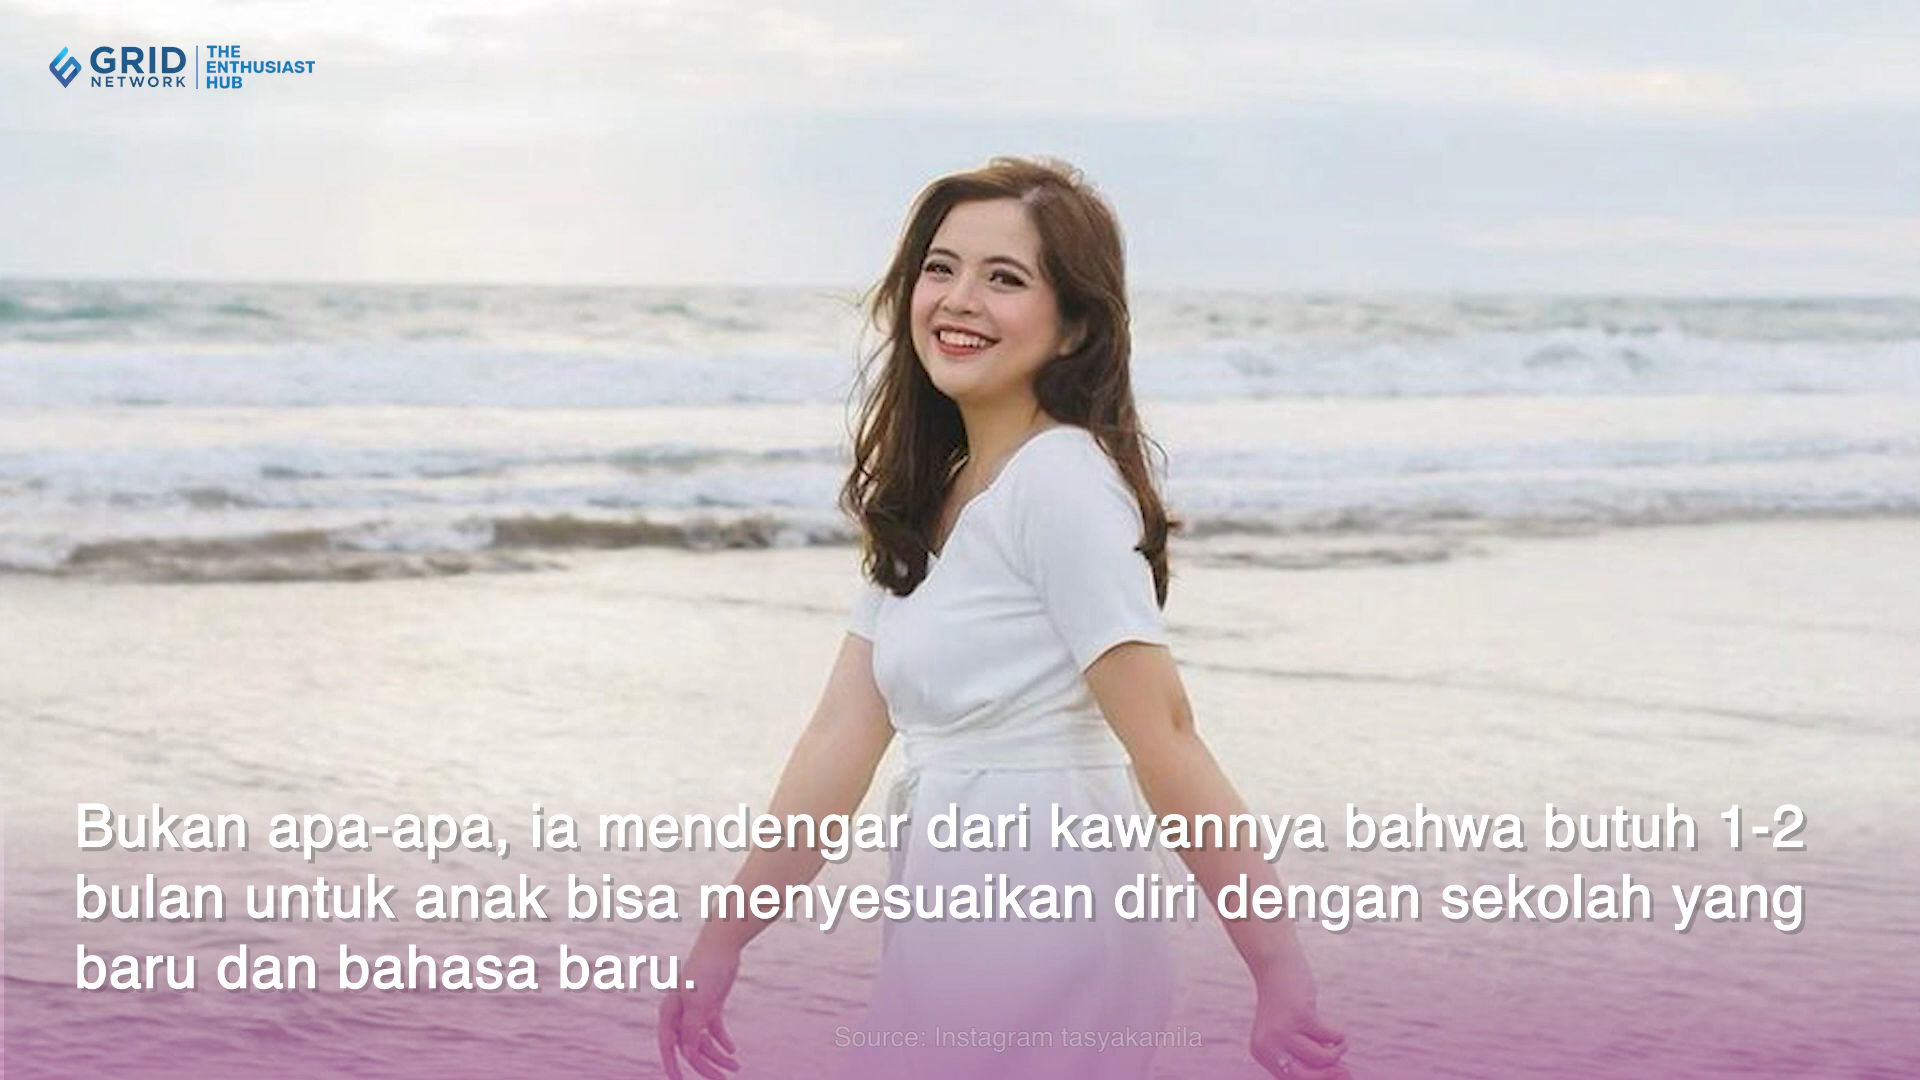 GRID
NETWORK
THE
ENTHUSIAST
HUB
Bukan apa-apa, ia mendengar dari kawannya bahwa butuh 1-2
bulan untuk anak bisa menyesuaikan diri dengan sekolah yang
baru dan bahasa baru.
Source: Instagram tasyakamila